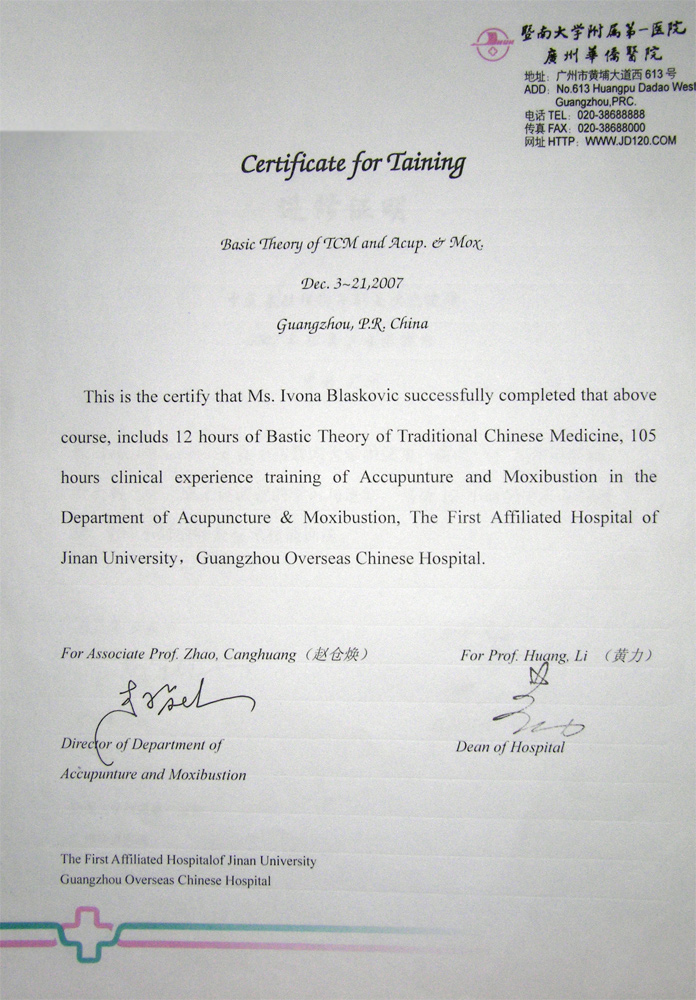 暨南大学附属第一医院
廣州華僑醫院
地址：广州市黄埔大道西 613 号
ADD：No.613 Huangpu Dadao West
Guangzhou,PRC.
电话 TEL：020-38688888
传真 FAX：020-38688000
网址 HTTP：WWW.JD120.COM
Certificate for Taining
Basic Theory of TCM and Acup. & Mox.
Dec. 3~21,2007
Guangzhou, P.R. China
This is the certify that Ms. Ivona Blaskovic successfully completed that above
course, includs 12 hours of Bastic Theory of Traditional Chinese Medicine, 105
hours clinical experience training of Accupunture and Moxibustion in the
Department of Acupuncture & Moxibustion, The First Affiliated Hospital of
Jinan University，Guangzhou Overseas Chinese Hospital.
For Associate Prof. Zhao, Canghuang（赵仓焕）
For Prof. Huang, Li （黄力）
Director of Department of
Accupunture and Moxibustion
Dean of Hospital
The First Affiliated Hospitalof Jinan University
Guangzhou Overseas Chinese Hospital